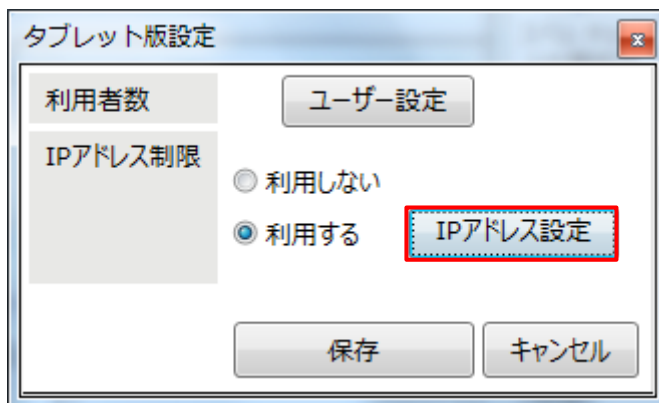 タブレット版設定
利用者数
ユーザー設定
IPアドレス制限
利用しない
利用する
IPアドレス設定
保存
キャンセル